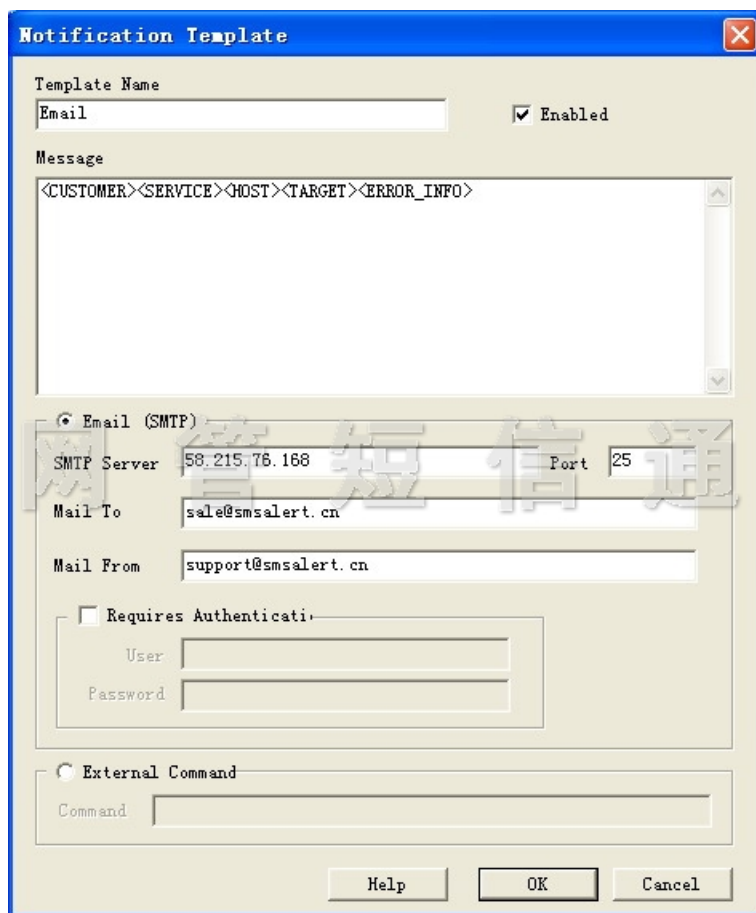 Notification Template
Template Name
Email
Enabled
Message
<CUSTOMER><SERVICE><HOST><TARGET><ERROR_INFO>
Email (SMTP)
SMTP Server 58.215.76.168 Port 25
网管短信通
Mail To sale@smsalert.cn
Mail From support@smsalert.cn
Requires Authenticati
User
Password
External Command
Command
Help OK Cancel